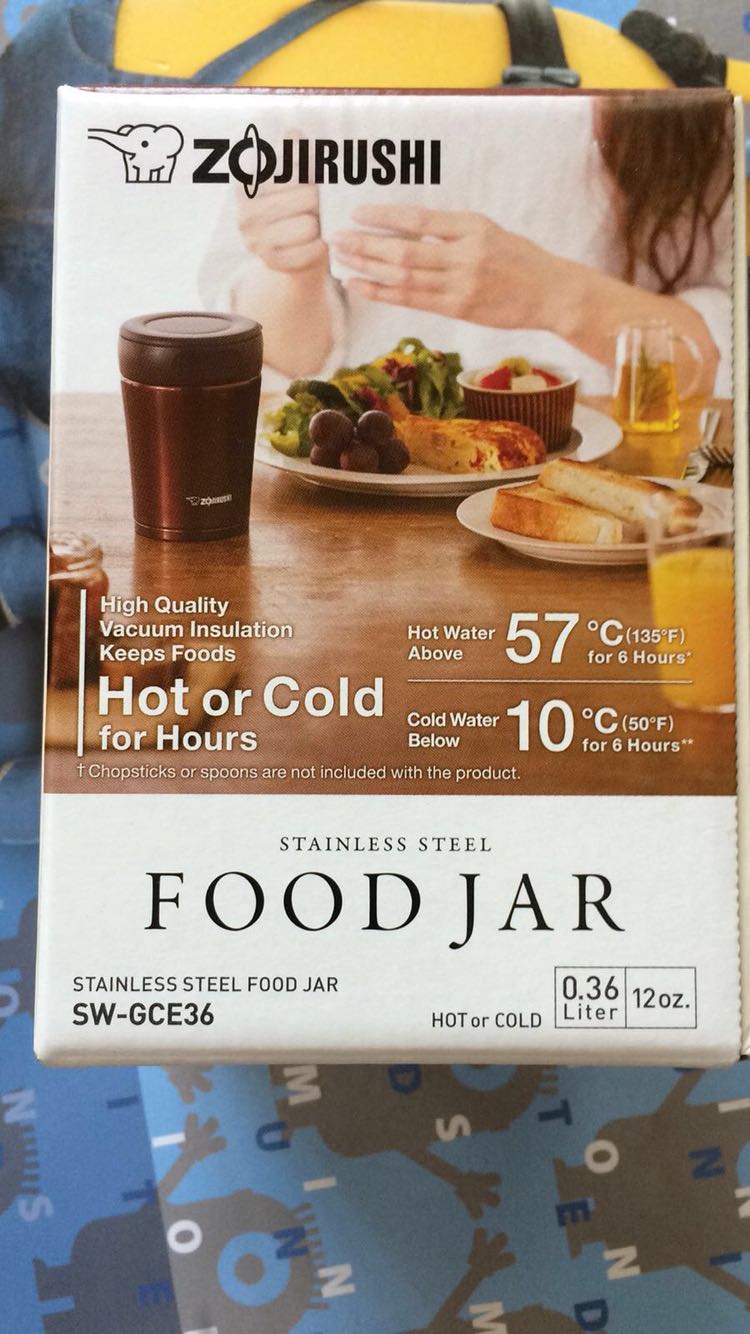 ZOJIRUSHI
ZOJIRUSHI
High Quality
Vacuum Insulation
Keeps Foods
Hot or Cold
for Hours
Hot Water
Above
57 °C (135°F)
for 6 Hours*
Cold Water
Below
10 °C (50°F)
for 6 Hours**
† Chopsticks or spoons are not included with the product.
STAINLESS STEEL
FOOD JAR
STAINLESS STEEL FOOD JAR
SW-GCE36
HOT or COLD
0.36
Liter
12oz.